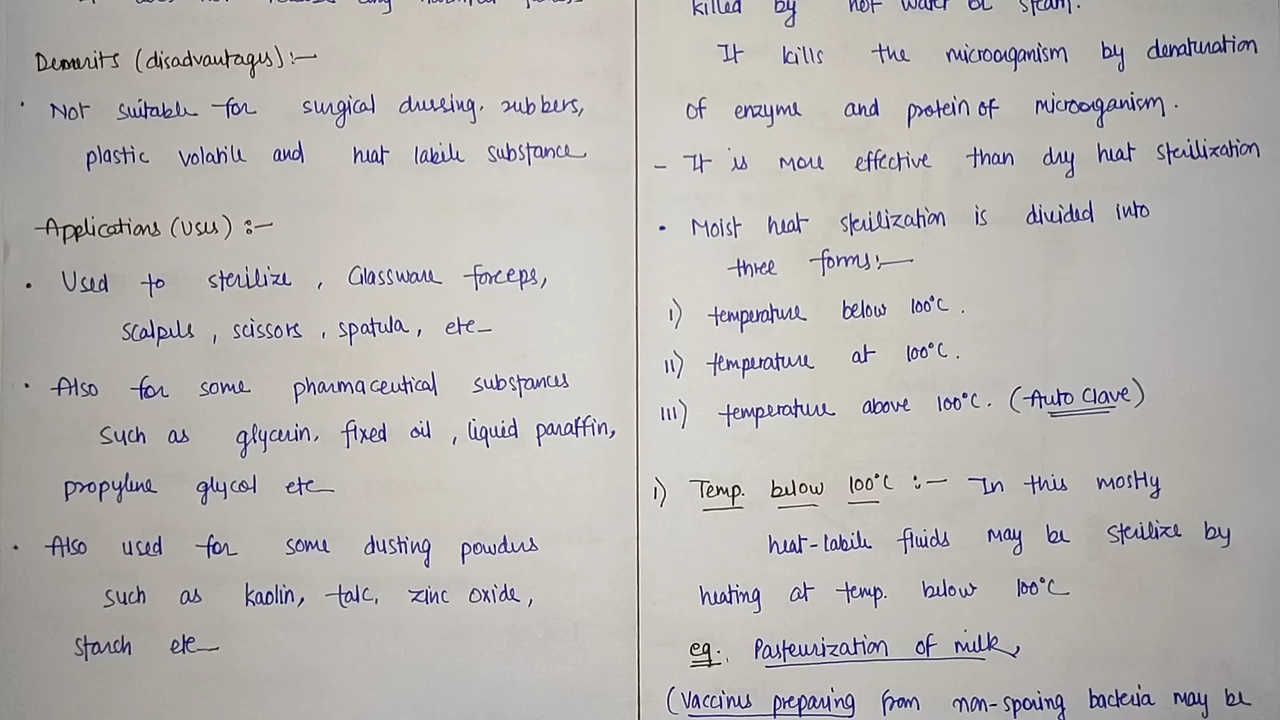 Demerits (disadvantages) :-
• Not suitable for surgical dressing, rubbers,
plastic volatile and heat labile substance
Applications (Uses) :-
• Used to sterilize , Glassware forceps,
scalpels , scissors , spatula , etc-
• Also for some pharmaceutical substances
such as glycerin, fixed oil , liquid paraffin,
propylene glycol etc
• Also used for some dusting powders
such as kaolin, talc, zinc oxide,
starch etc
killed by hot water or steam.
It kills the microorganism by denaturation
of enzyme and protein of microorganism.
- It is more effective than dry heat sterilization
• Moist heat sterilization is divided into
three forms :-
i) temperature below 100°C.
ii) temperature at 100°C.
iii) temperature above 100°C. (Auto clave)
i) Temp. below 100°C :- In this mostly
heat-labile fluids may be sterilize by
heating at temp. below 100°C
eg. Pasteurization of milk,
(Vaccines preparing from non-sporing bacteria may be